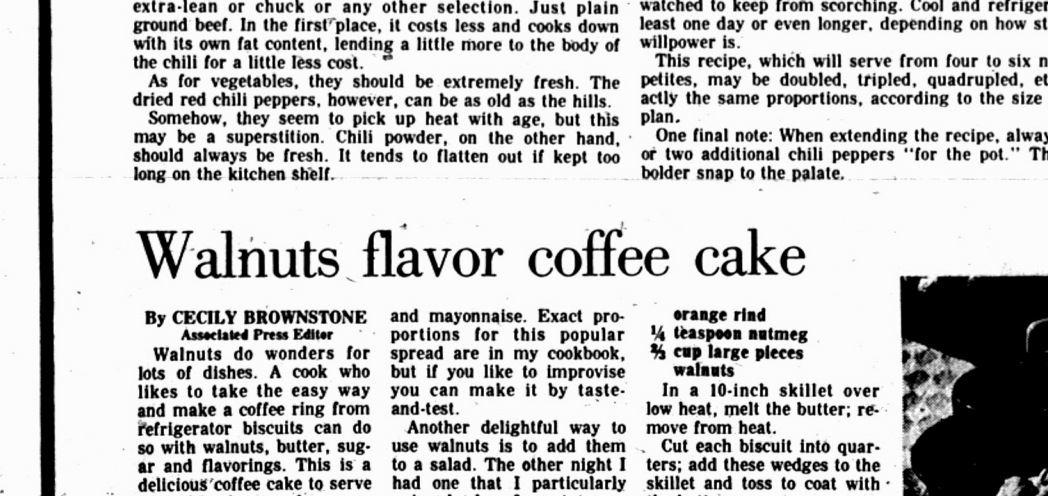 extra-lean or chuck or any other selection. Just plain
ground beef. In the first place, it costs less and cooks down
with its own fat content, lending a little more to the body of
the chili for a little less cost.
As for vegetables, they should be extremely fresh. The
dried red chili peppers, however, can be as old as the hills.
Somehow, they seem to pick up heat with age, but this
may be a superstition. Chili powder, on the other hand,
should always be fresh. It tends to flatten out if kept too
long on the kitchen shelf.
watched to keep from scorching. Cool and refriger
least one day or even longer, depending on how st
willpower is.
This recipe, which will serve from four to six n
petites, may be doubled, tripled, quadrupled, et
actly the same proportions, according to the size
plan.
One final note: When extending the recipe, alway
or two additional chili peppers "for the pot." Th
bolder snap to the palate.
Walnuts flavor coffee cake
By CECILY BROWNSTONE
Associated Press Editor
Walnuts do wonders for
lots of dishes. A cook who
likes to take the easy way
and make a coffee ring from
refrigerator biscuits can do
so with walnuts, butter, sug-
ar and flavorings. This is a
delicious coffee cake to serve
and mayonnaise. Exact pro-
portions for this popular
spread are in my cookbook,
but if you like to improvise
you can make it by taste-
and-test.
Another delightful way to
use walnuts is to add them
to a salad. The other night I
had one that I particularly
orange rind
¼ teaspoon nutmeg
⅔ cup large pieces
walnuts
In a 10-inch skillet over
low heat, melt the butter; re-
move from heat.
Cut each biscuit into quar-
ters; add these wedges to the
skillet and toss to coat with